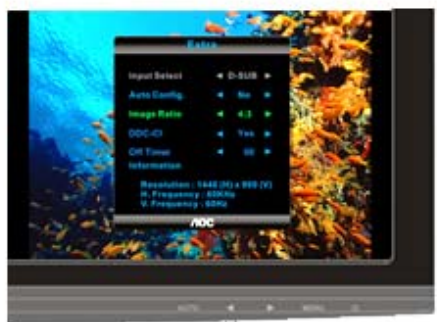 Extra
Input Select ◄ D-SUB ►
Auto Config. ◄ No ►
Image Ratio ◄ 4:3 ►
DDC-CI ◄ Yes ►
Off Timer ◄ 00 ►
Information
Resolution : 1440 (H) x 900 (V)
H. Frequency : 60KHz
V. Frequency : 60Hz
AOC
AUTO ◄ ► MENU